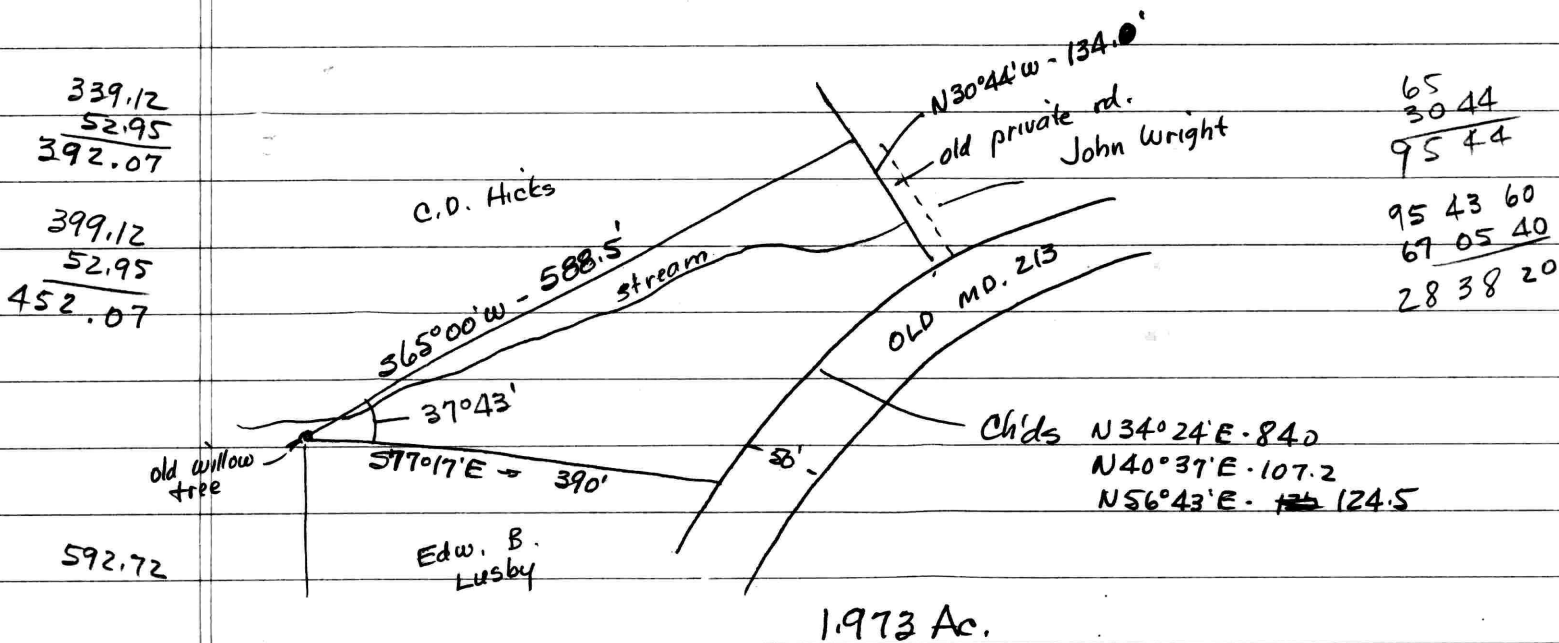 339.12
52.95
392.07
399.12
52.95
452.07
592.72
C.D. Hicks
N30°44'W - 134.0'
old private rd.
John Wright
S65°00'W - 588.5'
stream
OLD MD. 213
37°43'
old willow
tree
S77°17'E - 390'
50'
Ch'ds N34°24'E · 84.0
N40°37'E · 107.2
N56°43'E · 124.5
Edw. B.
Lusby
1.973 Ac.
65
30 44
95 44
95 43 60
67 05 40
28 38 20